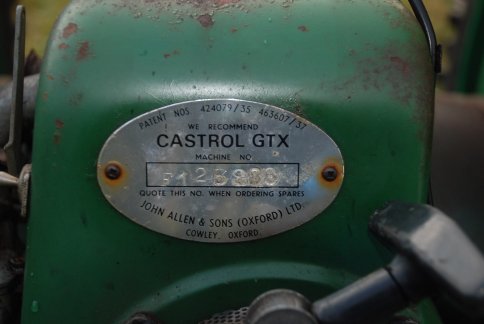 PATENT NOS 424079/35 463607/37
WE RECOMMEND
CASTROL GTX
MACHINE NO
QUOTE THIS NO. WHEN ORDERING SPARES
JOHN ALLEN & SONS (OXFORD) LTD.
COWLEY. OXFORD.